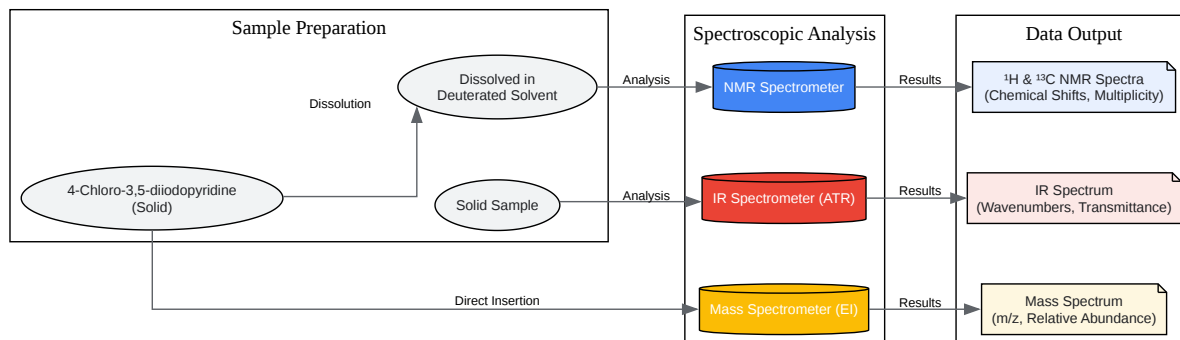 Sample Preparation
Spectroscopic Analysis
Data Output
Dissolved in
Deuterated Solvent
Analysis
NMR Spectrometer
Results
¹H & ¹³C NMR Spectra
(Chemical Shifts, Multiplicity)
Dissolution
4-Chloro-3,5-diiodopyridine
(Solid)
Solid Sample
Analysis
IR Spectrometer (ATR)
Results
IR Spectrum
(Wavenumbers, Transmittance)
Direct Insertion
Mass Spectrometer (EI)
Results
Mass Spectrum
(m/z, Relative Abundance)